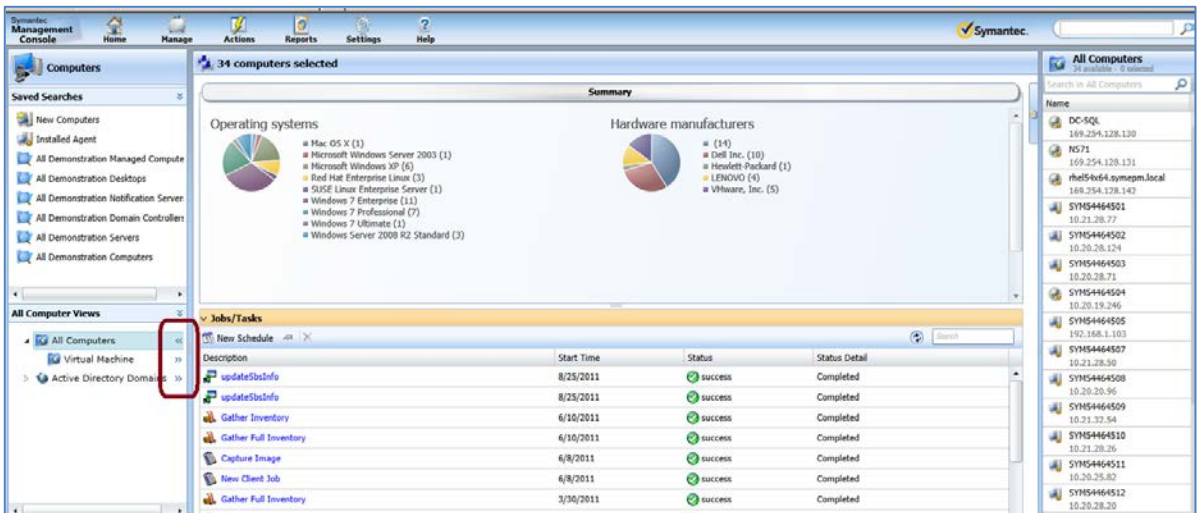 Symantec
Management
Console
Home
Manage
Actions
Reports
Settings
Help
Symantec.
Computers
Saved Searches
New Computers
Installed Agent
All Demonstration Managed Compute
All Demonstration Desktops
All Demonstration Notification Server
All Demonstration Domain Controllers
All Demonstration Servers
All Demonstration Computers
All Computer Views
All Computers «
Virtual Machine »
Active Directory Domains »
34 computers selected
Summary
Operating systems
Mac OS X (1)
Microsoft Windows Server 2003 (1)
Microsoft Windows XP (6)
Red Hat Enterprise Linux (3)
SUSE Linux Enterprise Server (1)
Windows 7 Enterprise (11)
Windows 7 Professional (7)
Windows 7 Ultimate (1)
Windows Server 2008 R2 Standard (3)
Hardware manufacturers
(14)
Dell Inc. (10)
Hewlett-Packard (1)
LENOVO (4)
VMware, Inc. (5)
Jobs/Tasks
New Schedule
Search
Description Start Time Status Status Detail
updateSbsInfo 8/25/2011 success Completed
updateSbsInfo 8/25/2011 success Completed
Gather Inventory 6/10/2011 success Completed
Gather Full Inventory 6/10/2011 success Completed
Capture Image 6/8/2011 success Completed
New Client Job 6/8/2011 success Completed
Gather Full Inventory 3/30/2011 success Completed
All Computers
34 available - 0 selected
Search in All Computers
Name
DC-SQL
169.254.128.130
NS71
169.254.128.131
rhel54x64.symepm.local
169.254.128.142
SYM54464501
10.21.28.77
SYM54464502
10.20.28.124
SYM54464503
10.20.28.71
SYM54464504
10.20.19.246
SYM54464505
192.168.1.103
SYM54464507
10.21.28.50
SYM54464508
10.20.20.96
SYM54464509
10.21.32.54
SYM54464510
10.21.28.26
SYM54464511
10.20.25.82
SYM54464512
10.20.28.20